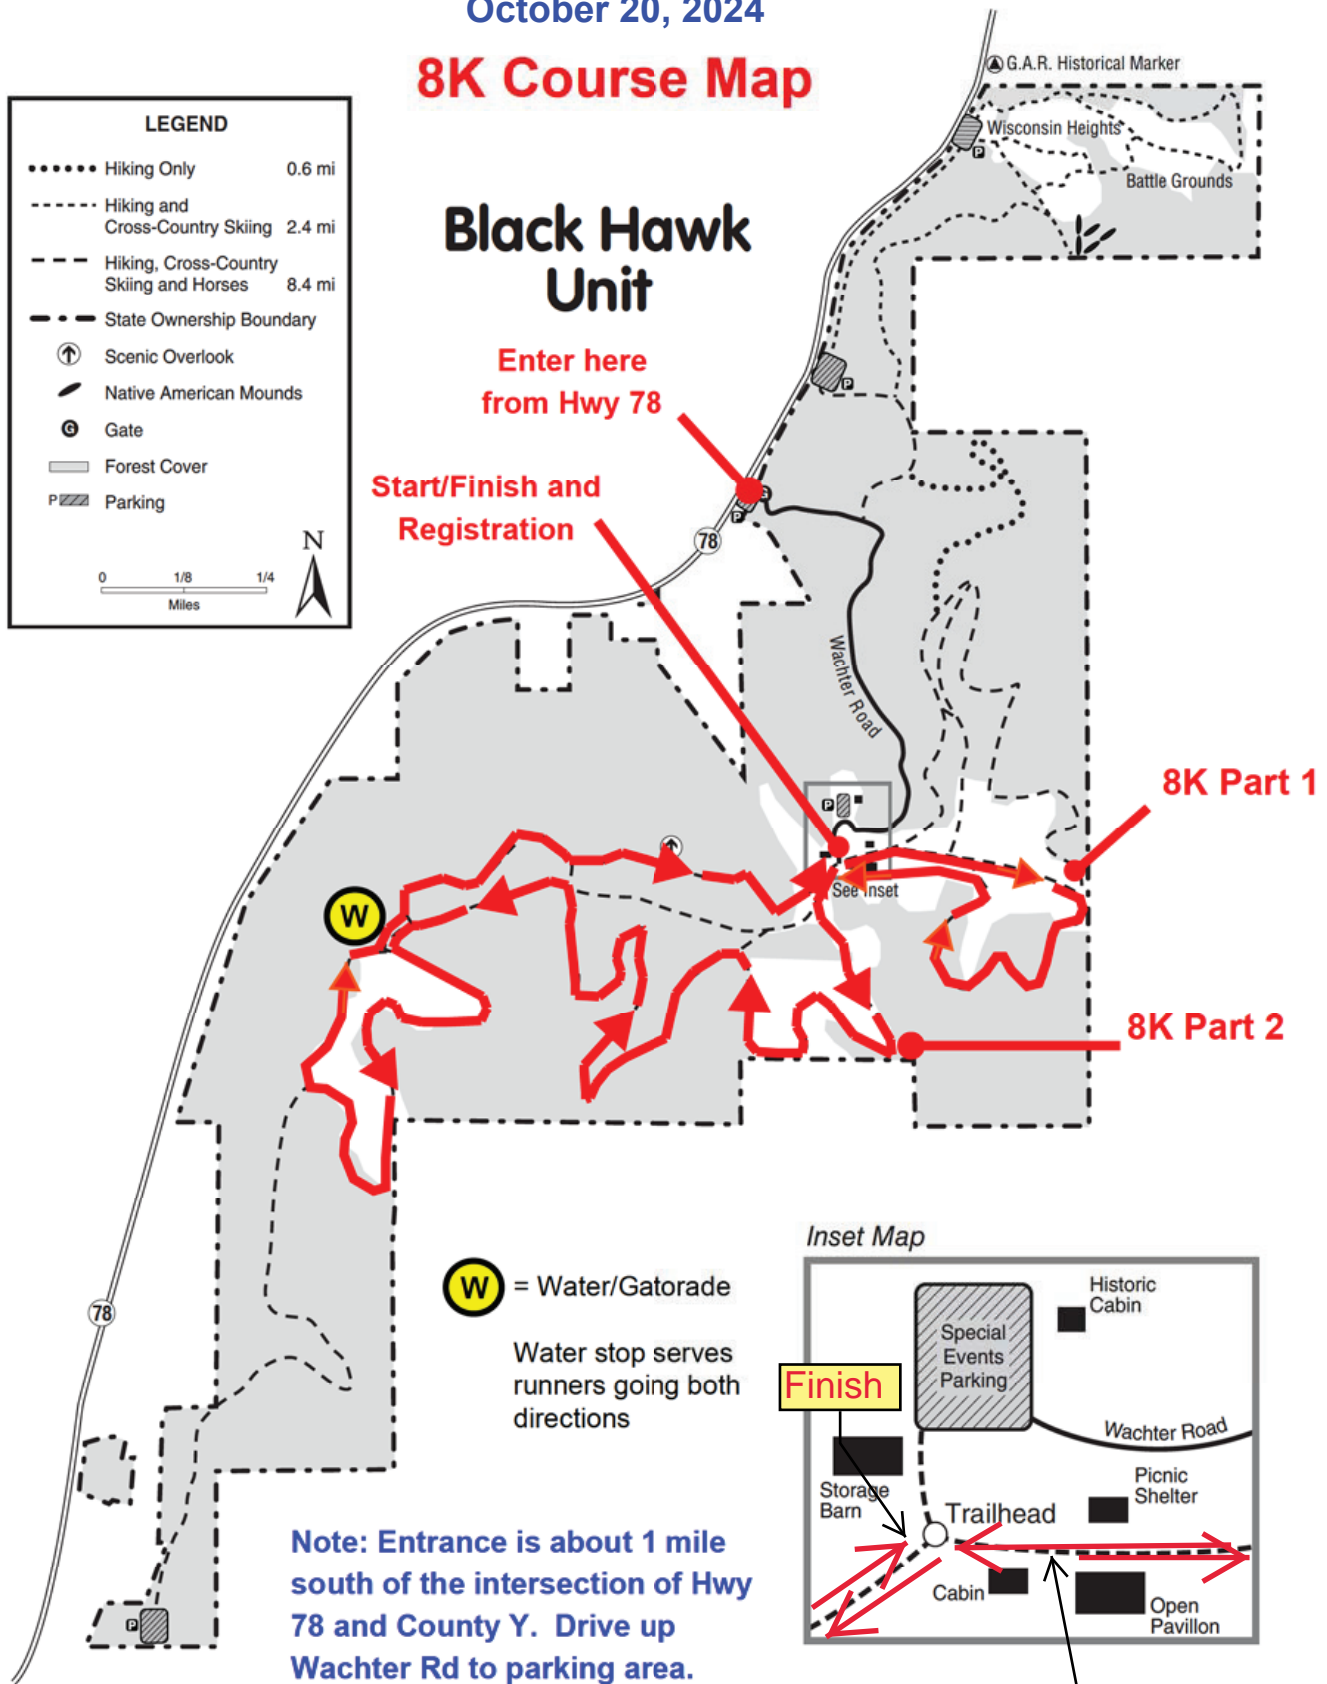 October 20, 2024
8K Course Map
G.A.R. Historical Marker
Wisconsin Heights
P
Battle Grounds
LEGEND
Hiking Only 0.6 mi
Hiking and
Cross-Country Skiing 2.4 mi
Hiking, Cross-Country
Skiing and Horses 8.4 mi
State Ownership Boundary
Scenic Overlook
Native American Mounds
G Gate
Forest Cover
P Parking
N
0 1/8 1/4
Miles
Black Hawk
Unit
Enter here
from Hwy 78
P
Start/Finish and
Registration
G
P
78
Wachter Road
8K Part 1
P
See Inset
W
8K Part 2
78
W = Water/Gatorade
Water stop serves
runners going both
directions
P
Note: Entrance is about 1 mile
south of the intersection of Hwy
78 and County Y. Drive up
Wachter Rd to parking area.
Inset Map
Historic
Cabin
Special
Events
Parking
Finish
Wachter Road
Storage
Barn
Picnic
Shelter
Trailhead
Cabin
Open
Pavillon